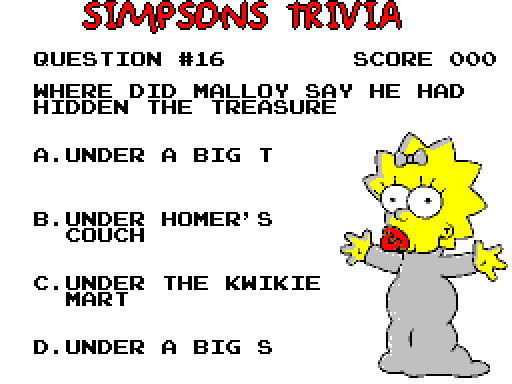 SIMPSONS TRIVIA
QUESTION #16 SCORE 000
WHERE DID MALLOY SAY HE HAD
HIDDEN THE TREASURE
A.UNDER A BIG T
B.UNDER HOMER'S
COUCH
C.UNDER THE KWIKIE
MART
D.UNDER A BIG S